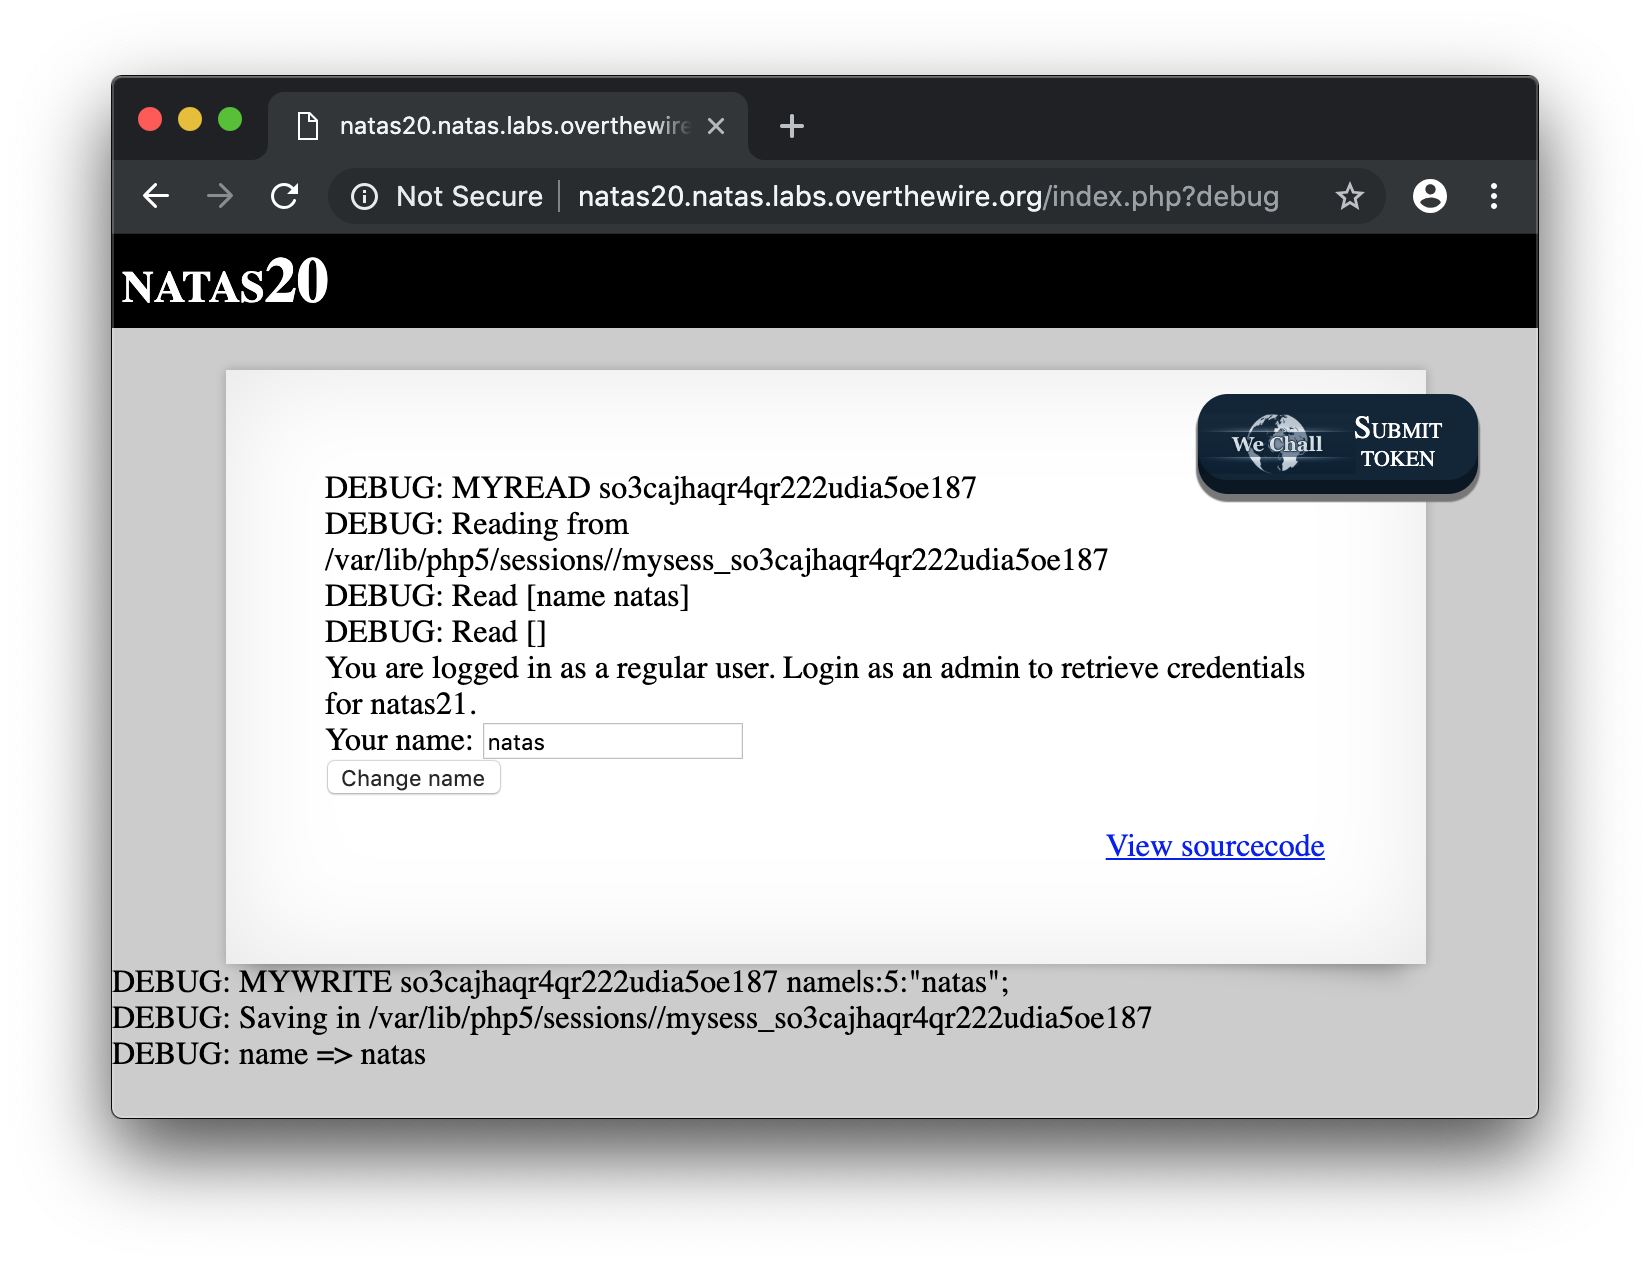 natas20.natas.labs.overthewire
Not Secure natas20.natas.labs.overthewire.org/index.php?debug
NATAS20
We Chall
SUBMIT
TOKEN
DEBUG: MYREAD so3cajhaqr4qr222udia5oe187
DEBUG: Reading from
/var/lib/php5/sessions//mysess_so3cajhaqr4qr222udia5oe187
DEBUG: Read [name natas]
DEBUG: Read []
You are logged in as a regular user. Login as an admin to retrieve credentials
for natas21.
Your name: natas
Change name
View sourcecode
DEBUG: MYWRITE so3cajhaqr4qr222udia5oe187 name|s:5:"natas";
DEBUG: Saving in /var/lib/php5/sessions//mysess_so3cajhaqr4qr222udia5oe187
DEBUG: name => natas